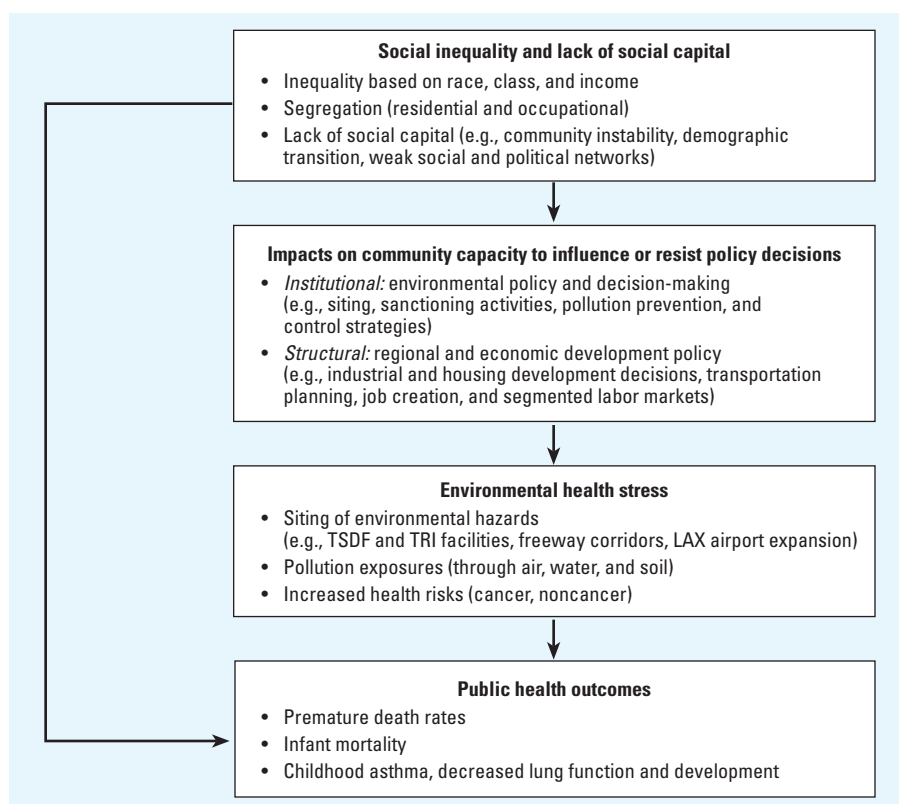 Social inequality and lack of social capital
• Inequality based on race, class, and income
• Segregation (residential and occupational)
• Lack of social capital (e.g., community instability, demographic
transition, weak social and political networks)
Impacts on community capacity to influence or resist policy decisions
• Institutional: environmental policy and decision-making
(e.g., siting, sanctioning activities, pollution prevention, and
control strategies)
• Structural: regional and economic development policy
(e.g., industrial and housing development decisions, transportation
planning, job creation, and segmented labor markets)
Environmental health stress
• Siting of environmental hazards
(e.g., TSDF and TRI facilities, freeway corridors, LAX airport expansion)
• Pollution exposures (through air, water, and soil)
• Increased health risks (cancer, noncancer)
Public health outcomes
• Premature death rates
• Infant mortality
• Childhood asthma, decreased lung function and development